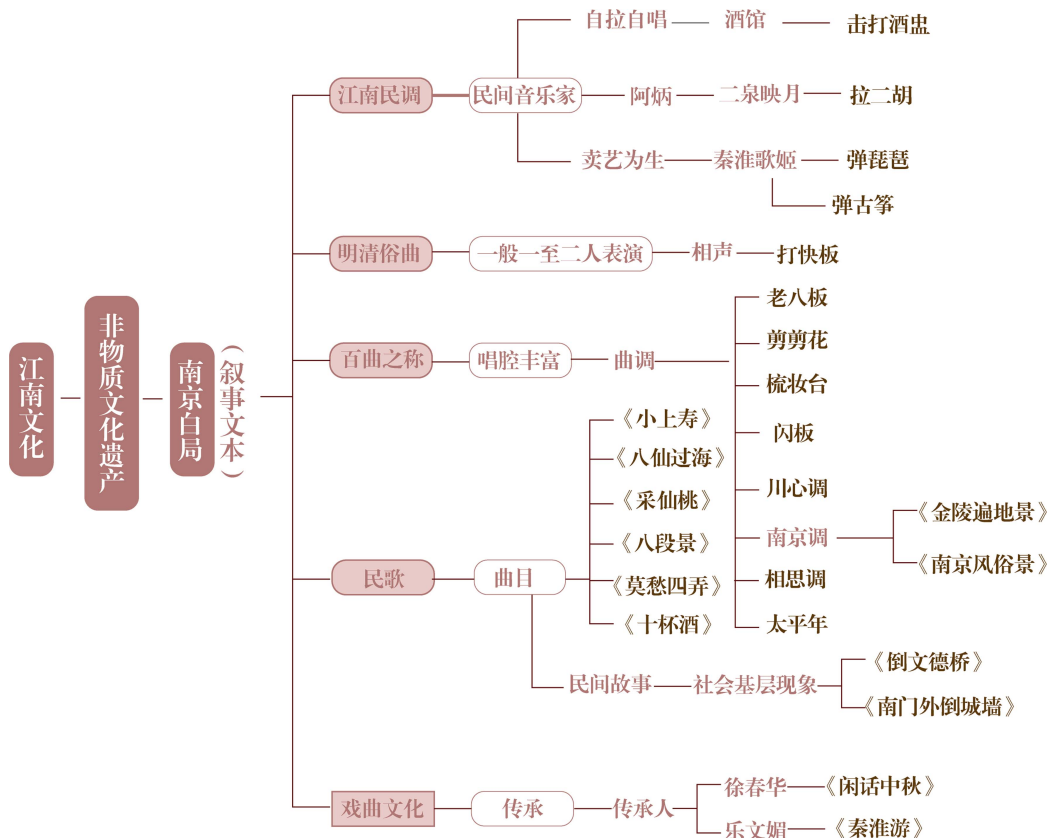 江南文化
非物质文化遗产
南京白局
(叙事文本)
江南民调
民间音乐家
自拉自唱
酒馆
击打酒盅
阿炳
二泉映月
拉二胡
卖艺为生
秦淮歌姬
弹琵琶
弹古筝
明清俗曲
一般一至二人表演
相声
打快板
百曲之称
唱腔丰富
曲调
老八板
剪剪花
梳妆台
闪板
川心调
南京调
《金陵遍地景》
《南京风俗景》
相思调
太平年
民歌
曲目
《小上寿》
《八仙过海》
《采仙桃》
《八段景》
《莫愁四弄》
《十杯酒》
民间故事
社会基层现象
《倒文德桥》
《南门外倒城墙》
戏曲文化
传承
传承人
徐春华
《闲话中秋》
乐文媚
《秦淮游》